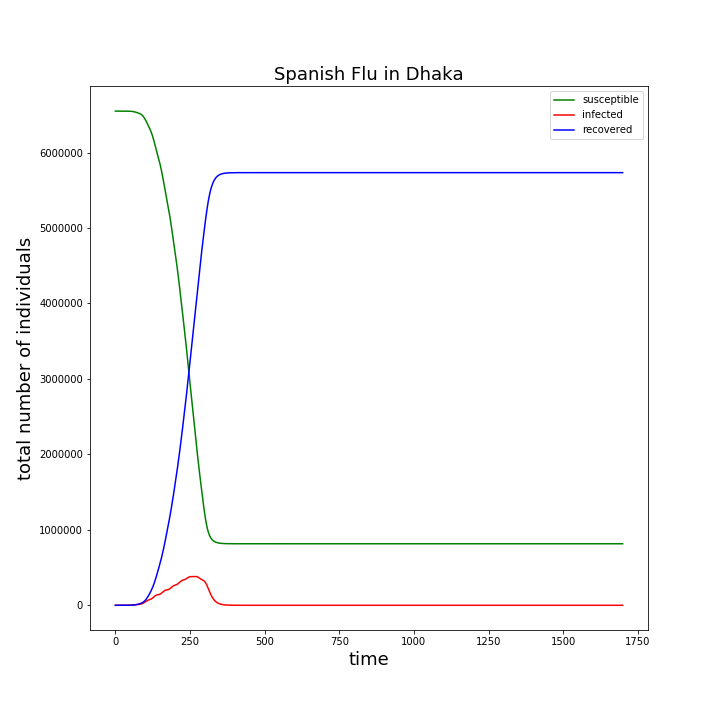 Spanish Flu in Dhaka
susceptible
infected
recovered
total number of individuals
6000000
5000000
4000000
3000000
2000000
1000000
0
0
250
500
750
1000
1250
1500
1750
time